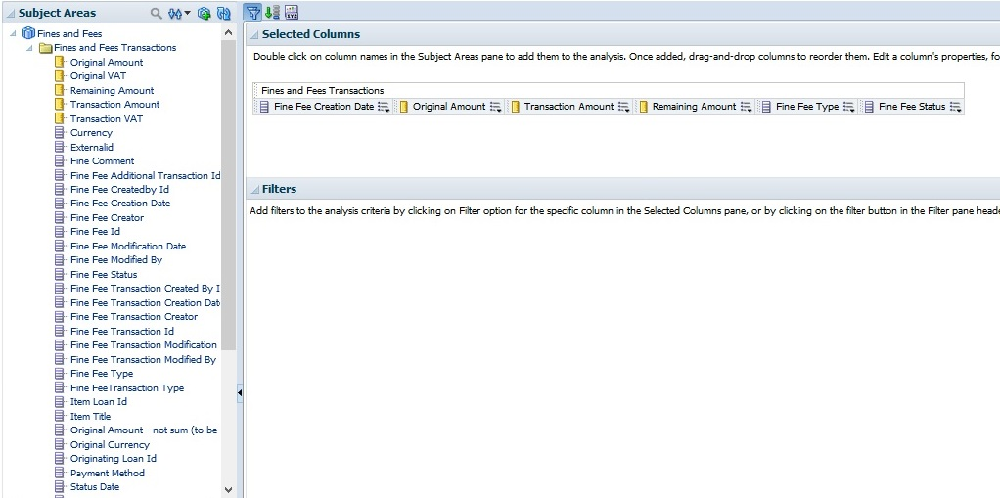 Subject Areas
Fines and Fees
Fines and Fees Transactions
Original Amount
Original VAT
Remaining Amount
Transaction Amount
Transaction VAT
Currency
Externalid
Fine Comment
Fine Fee Additional Transaction Id
Fine Fee Createdby Id
Fine Fee Creation Date
Fine Fee Creator
Fine Fee Id
Fine Fee Modification Date
Fine Fee Modified By
Fine Fee Status
Fine Fee Transaction Created By I
Fine Fee Transaction Creation Dat
Fine Fee Transaction Creator
Fine Fee Transaction Id
Fine Fee Transaction Modification
Fine Fee Transaction Modified By
Fine Fee Type
Fine FeeTransaction Type
Item Loan Id
Item Title
Original Amount - not sum (to be
Original Currency
Originating Loan Id
Payment Method
Status Date
Selected Columns
Double click on column names in the Subject Areas pane to add them to the analysis. Once added, drag-and-drop columns to reorder them. Edit a column's properties, fo
Fines and Fees Transactions
Fine Fee Creation Date Original Amount Transaction Amount Remaining Amount Fine Fee Type Fine Fee Status
Filters
Add filters to the analysis criteria by clicking on Filter option for the specific column in the Selected Columns pane, or by clicking on the filter button in the Filter pane heade